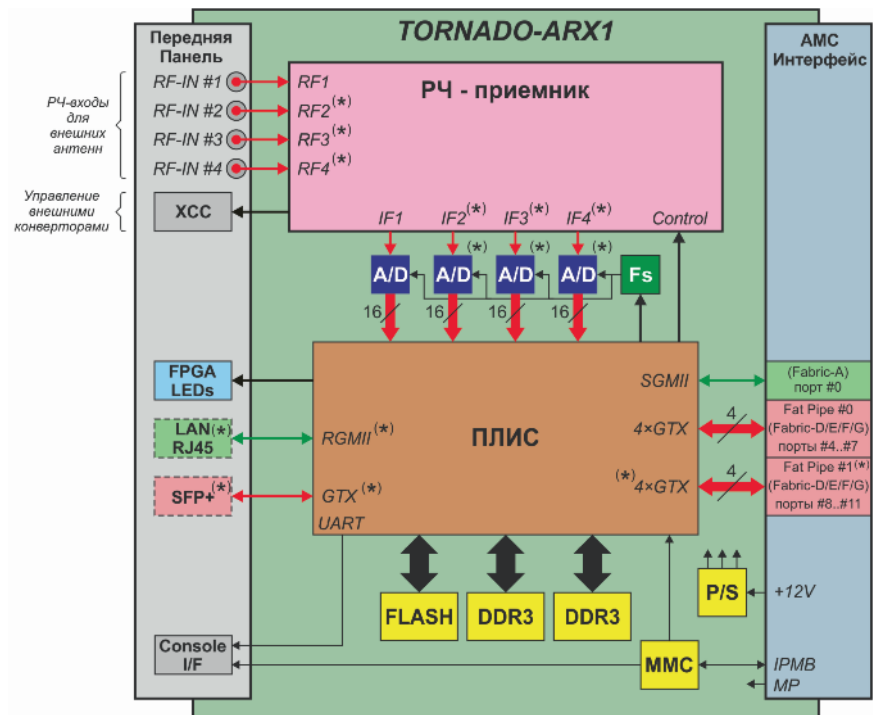 TORNADO-ARX1
Передняя
Панель
АМС
Интерфейс
РЧ-входы
для
внешних
антенн
RF-IN #1
RF-IN #2
RF-IN #3
RF-IN #4
РЧ - приемник
RF1
RF2(*)
RF3(*)
RF4(*)
Управление
внешними
конверторами
XCC
IF1
IF2(*)
IF3(*)
IF4(*)
Control
(*)
(*)
(*)
A/D
A/D
A/D
A/D
Fs
16
16
16
16
FPGA
LEDs
SGMII
(Fabric-A)
порт #0
LAN(*)
RJ45
RGMII(*)
ПЛИС
4×GTX
4
Fat Pipe #0
(Fabric-D/E/F/G)
порты #4..#7
SFP+(*)
GTX(*)
(*)4×GTX
4
Fat Pipe #1(*)
(Fabric-D/E/F/G)
порты #8..#11
UART
FLASH
DDR3
DDR3
P/S
+12V
Console
I/F
MMC
IPMB
MP